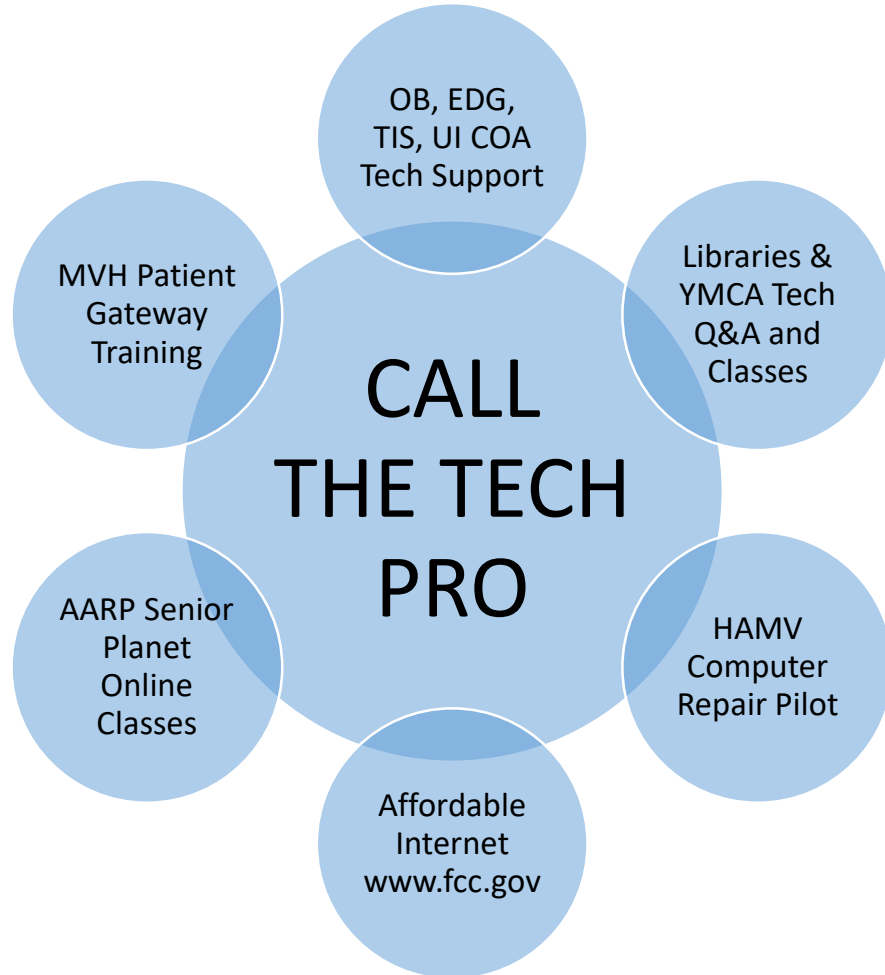 OB, EDG,
TIS, UI COA
Tech Support
MVH Patient
Gateway
Training
Libraries &
YMCA Tech
Q&A and
Classes
CALL
THE TECH
PRO
AARP Senior
Planet
Online
Classes
HAMV
Computer
Repair Pilot
Affordable
Internet
www.fcc.gov